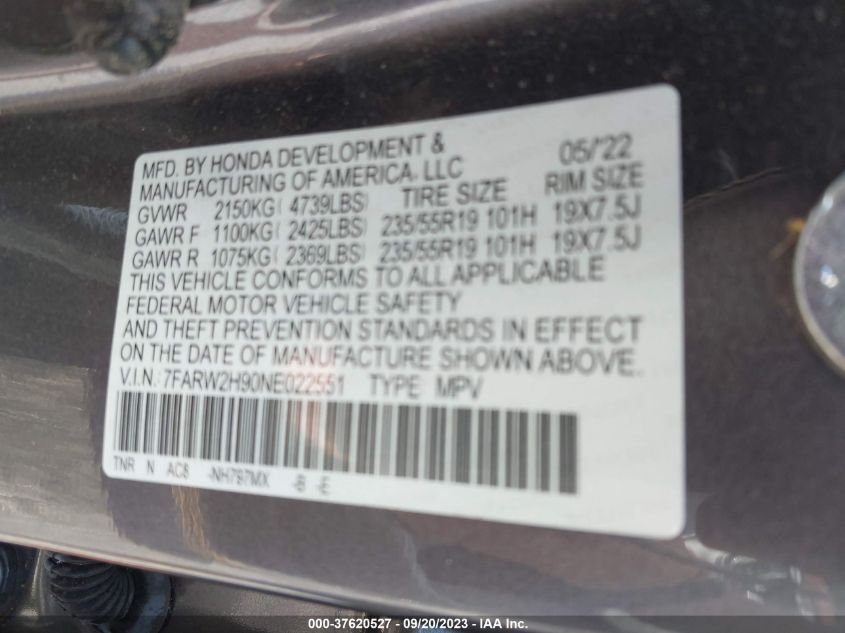 MFD. BY HONDA DEVELOPMENT & 05/'22
MANUFACTURING OF AMERICA, LLC
TIRE SIZE RIM SIZE
GVWR 2150KG( 4739LBS)
GAWR F 1100KG( 2425LBS) 235/55R19 101H 19X7.5J
GAWR R 1075KG( 2369LBS) 235/55R19 101H 19X7.5J
THIS VEHICLE CONFORMS TO ALL APPLICABLE
FEDERAL MOTOR VEHICLE SAFETY
AND THEFT PREVENTION STANDARDS IN EFFECT
ON THE DATE OF MANUFACTURE SHOWN ABOVE.
V.I.N.: 7FARW2H90NE022551 TYPE: MPV
TNR N AC8 -NH797MX
000-37620527 - 09/20/2023 - IAAI.com